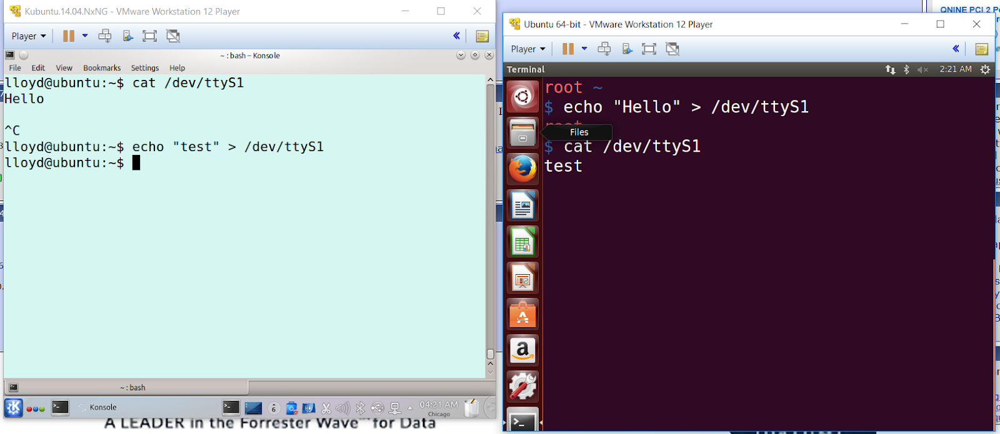 Kubuntu.14.04.NxNG - VMware Workstation 12 Player
Player
~ : bash – Konsole
File Edit View Bookmarks Settings Help
lloyd@ubuntu:~$ cat /dev/ttyS1
Hello
^C
lloyd@ubuntu:~$ echo "test" > /dev/ttyS1
lloyd@ubuntu:~$
~ : bash
Konsole
6
04:21 AM
Chicago
A LEADER in the Forrester Wave™ for Data
QNINE PCI 2 P
Ubuntu 64-bit - VMware Workstation 12 Player
Player
Terminal
2:21 AM
root ~
$ echo "Hello" > /dev/ttyS1
root
Files
$ cat /dev/ttyS1
test